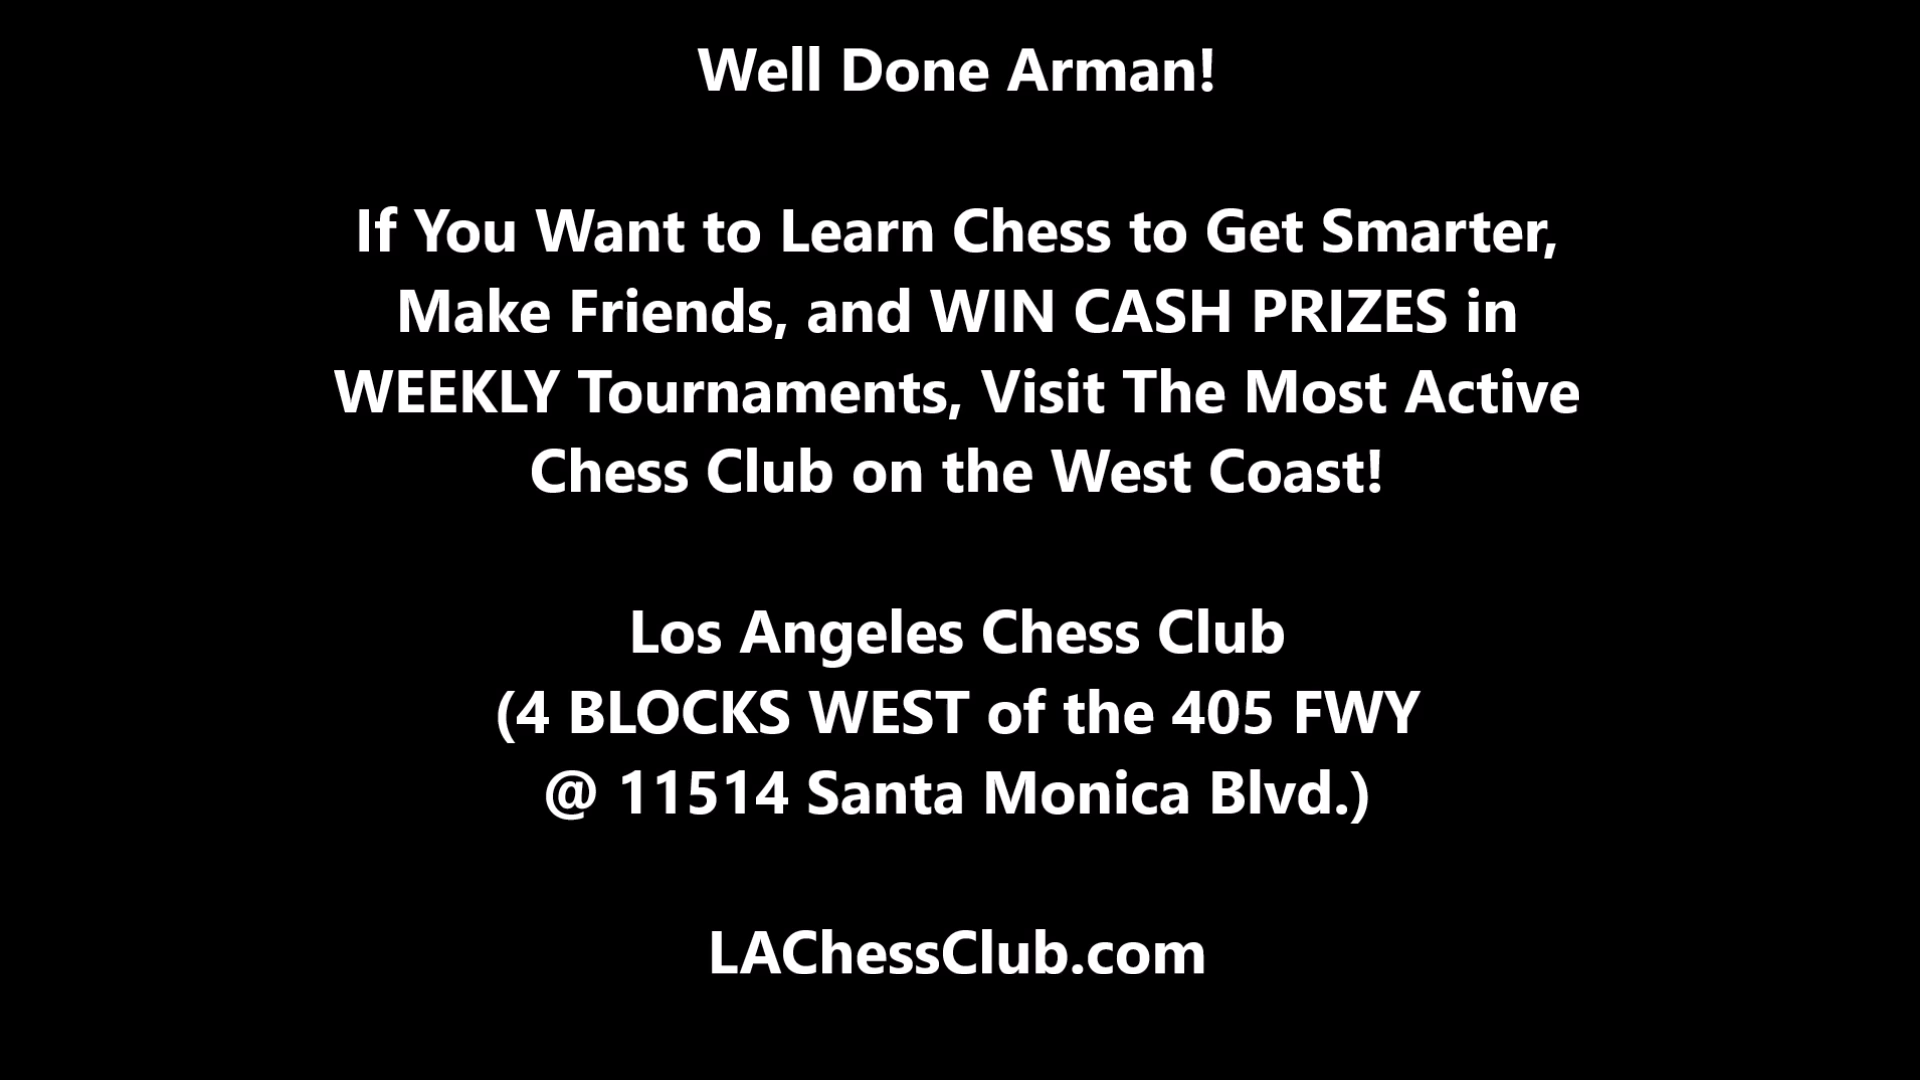 Well Done Arman!
If You Want to Learn Chess to Get Smarter,
Make Friends, and WIN CASH PRIZES in
WEEKLY Tournaments, Visit The Most Active
Chess Club on the West Coast!
Los Angeles Chess Club
(4 BLOCKS WEST of the 405 FWY
@ 11514 Santa Monica Blvd.)
LAChessClub.com